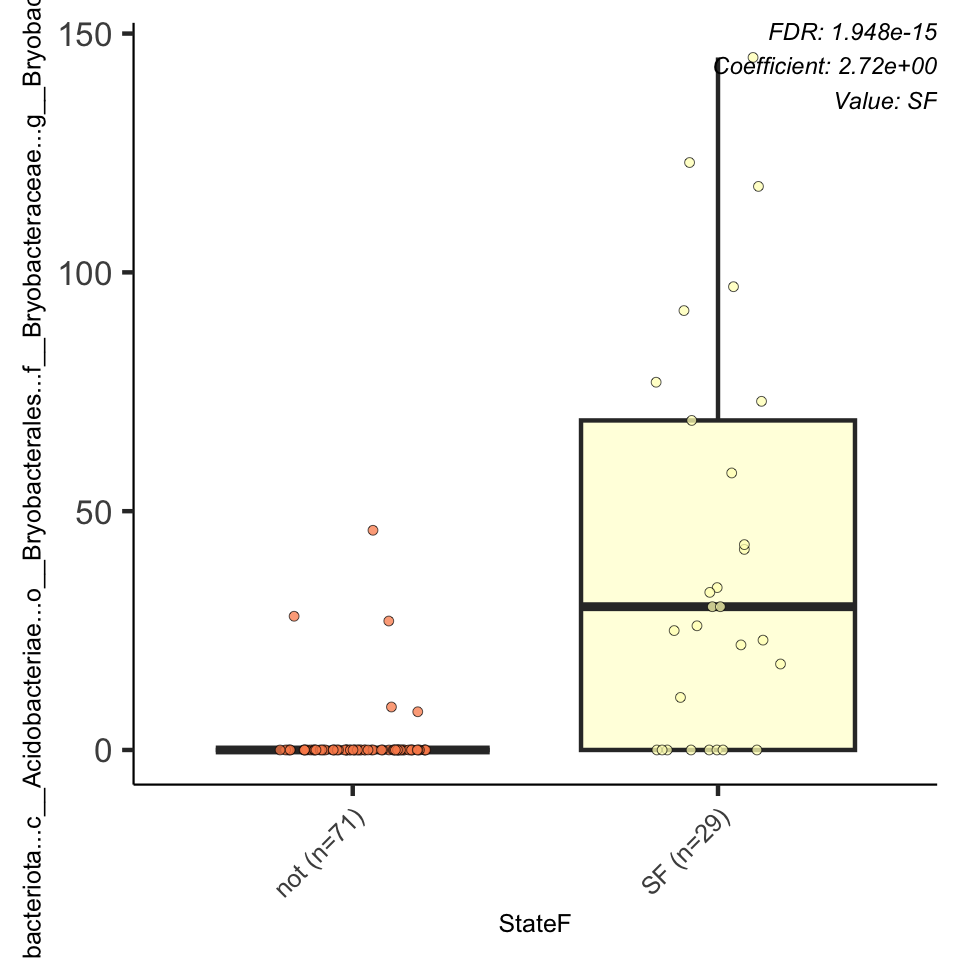 bacteriota...c__Acidobacteriae...o__Bryobacterales...f__Bryobacteraceae...g__Bryobac
150
100
50
0
FDR: 1.948e-15
Coefficient: 2.72e+00
Value: SF
not (n=71)
SF (n=29)
StateF